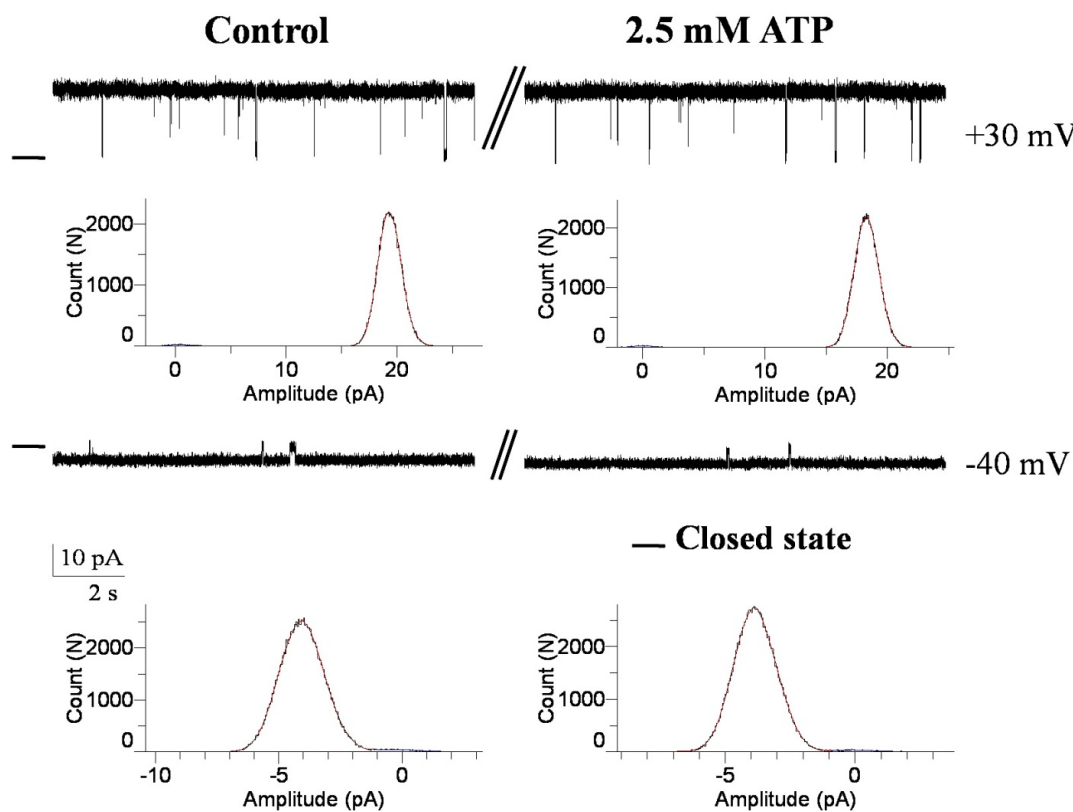 Control 2.5 mM ATP
+30 mV
2000 2000
1000 1000
0 0
Count (N) Count (N)
0 10 20 0 10 20
Amplitude (pA) Amplitude (pA)
-40 mV
Closed state
10 pA
2 s
2000 2000
1000 1000
0 0
Count (N) Count (N)
-10 -5 0 -5 0
Amplitude (pA) Amplitude (pA)